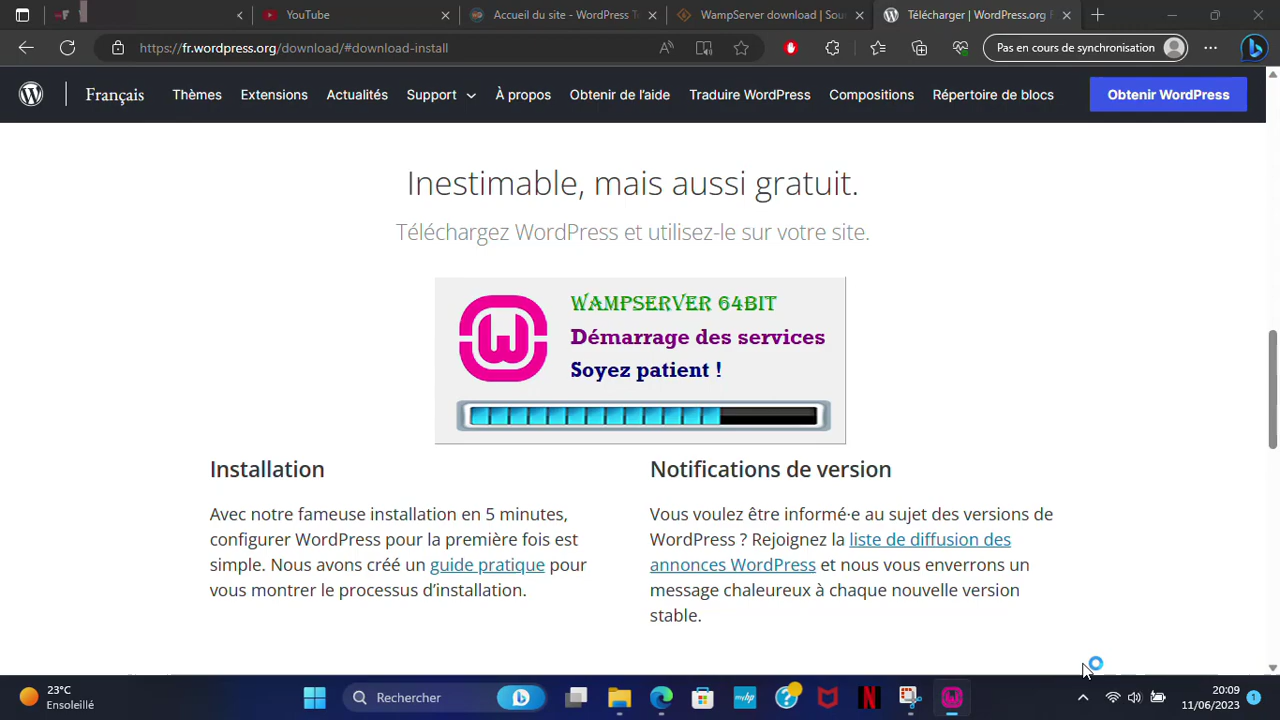 YouTube
Accueil du site - WordPress T
WampServer download | Sou
Télécharger | WordPress.org F
https://fr.wordpress.org/download/#download-install
Pas en cours de synchronisation
Français
Thèmes
Extensions
Actualités
Support
À propos
Obtenir de l'aide
Traduire WordPress
Compositions
Répertoire de blocs
Obtenir WordPress
Inestimable, mais aussi gratuit.
Téléchargez WordPress et utilisez-le sur votre site.
WAMPSERVER 64BIT
Démarrage des services
Soyez patient !
Installation
Avec notre fameuse installation en 5 minutes,
configurer WordPress pour la première fois est
simple. Nous avons créé un guide pratique pour
vous montrer le processus d'installation.
Notifications de version
Vous voulez être informé·e au sujet des versions de
WordPress ? Rejoignez la liste de diffusion des
annonces WordPress et nous vous enverrons un
message chaleureux à chaque nouvelle version
stable.
23°C
Ensoleillé
Rechercher
20:09
11/06/2023
1